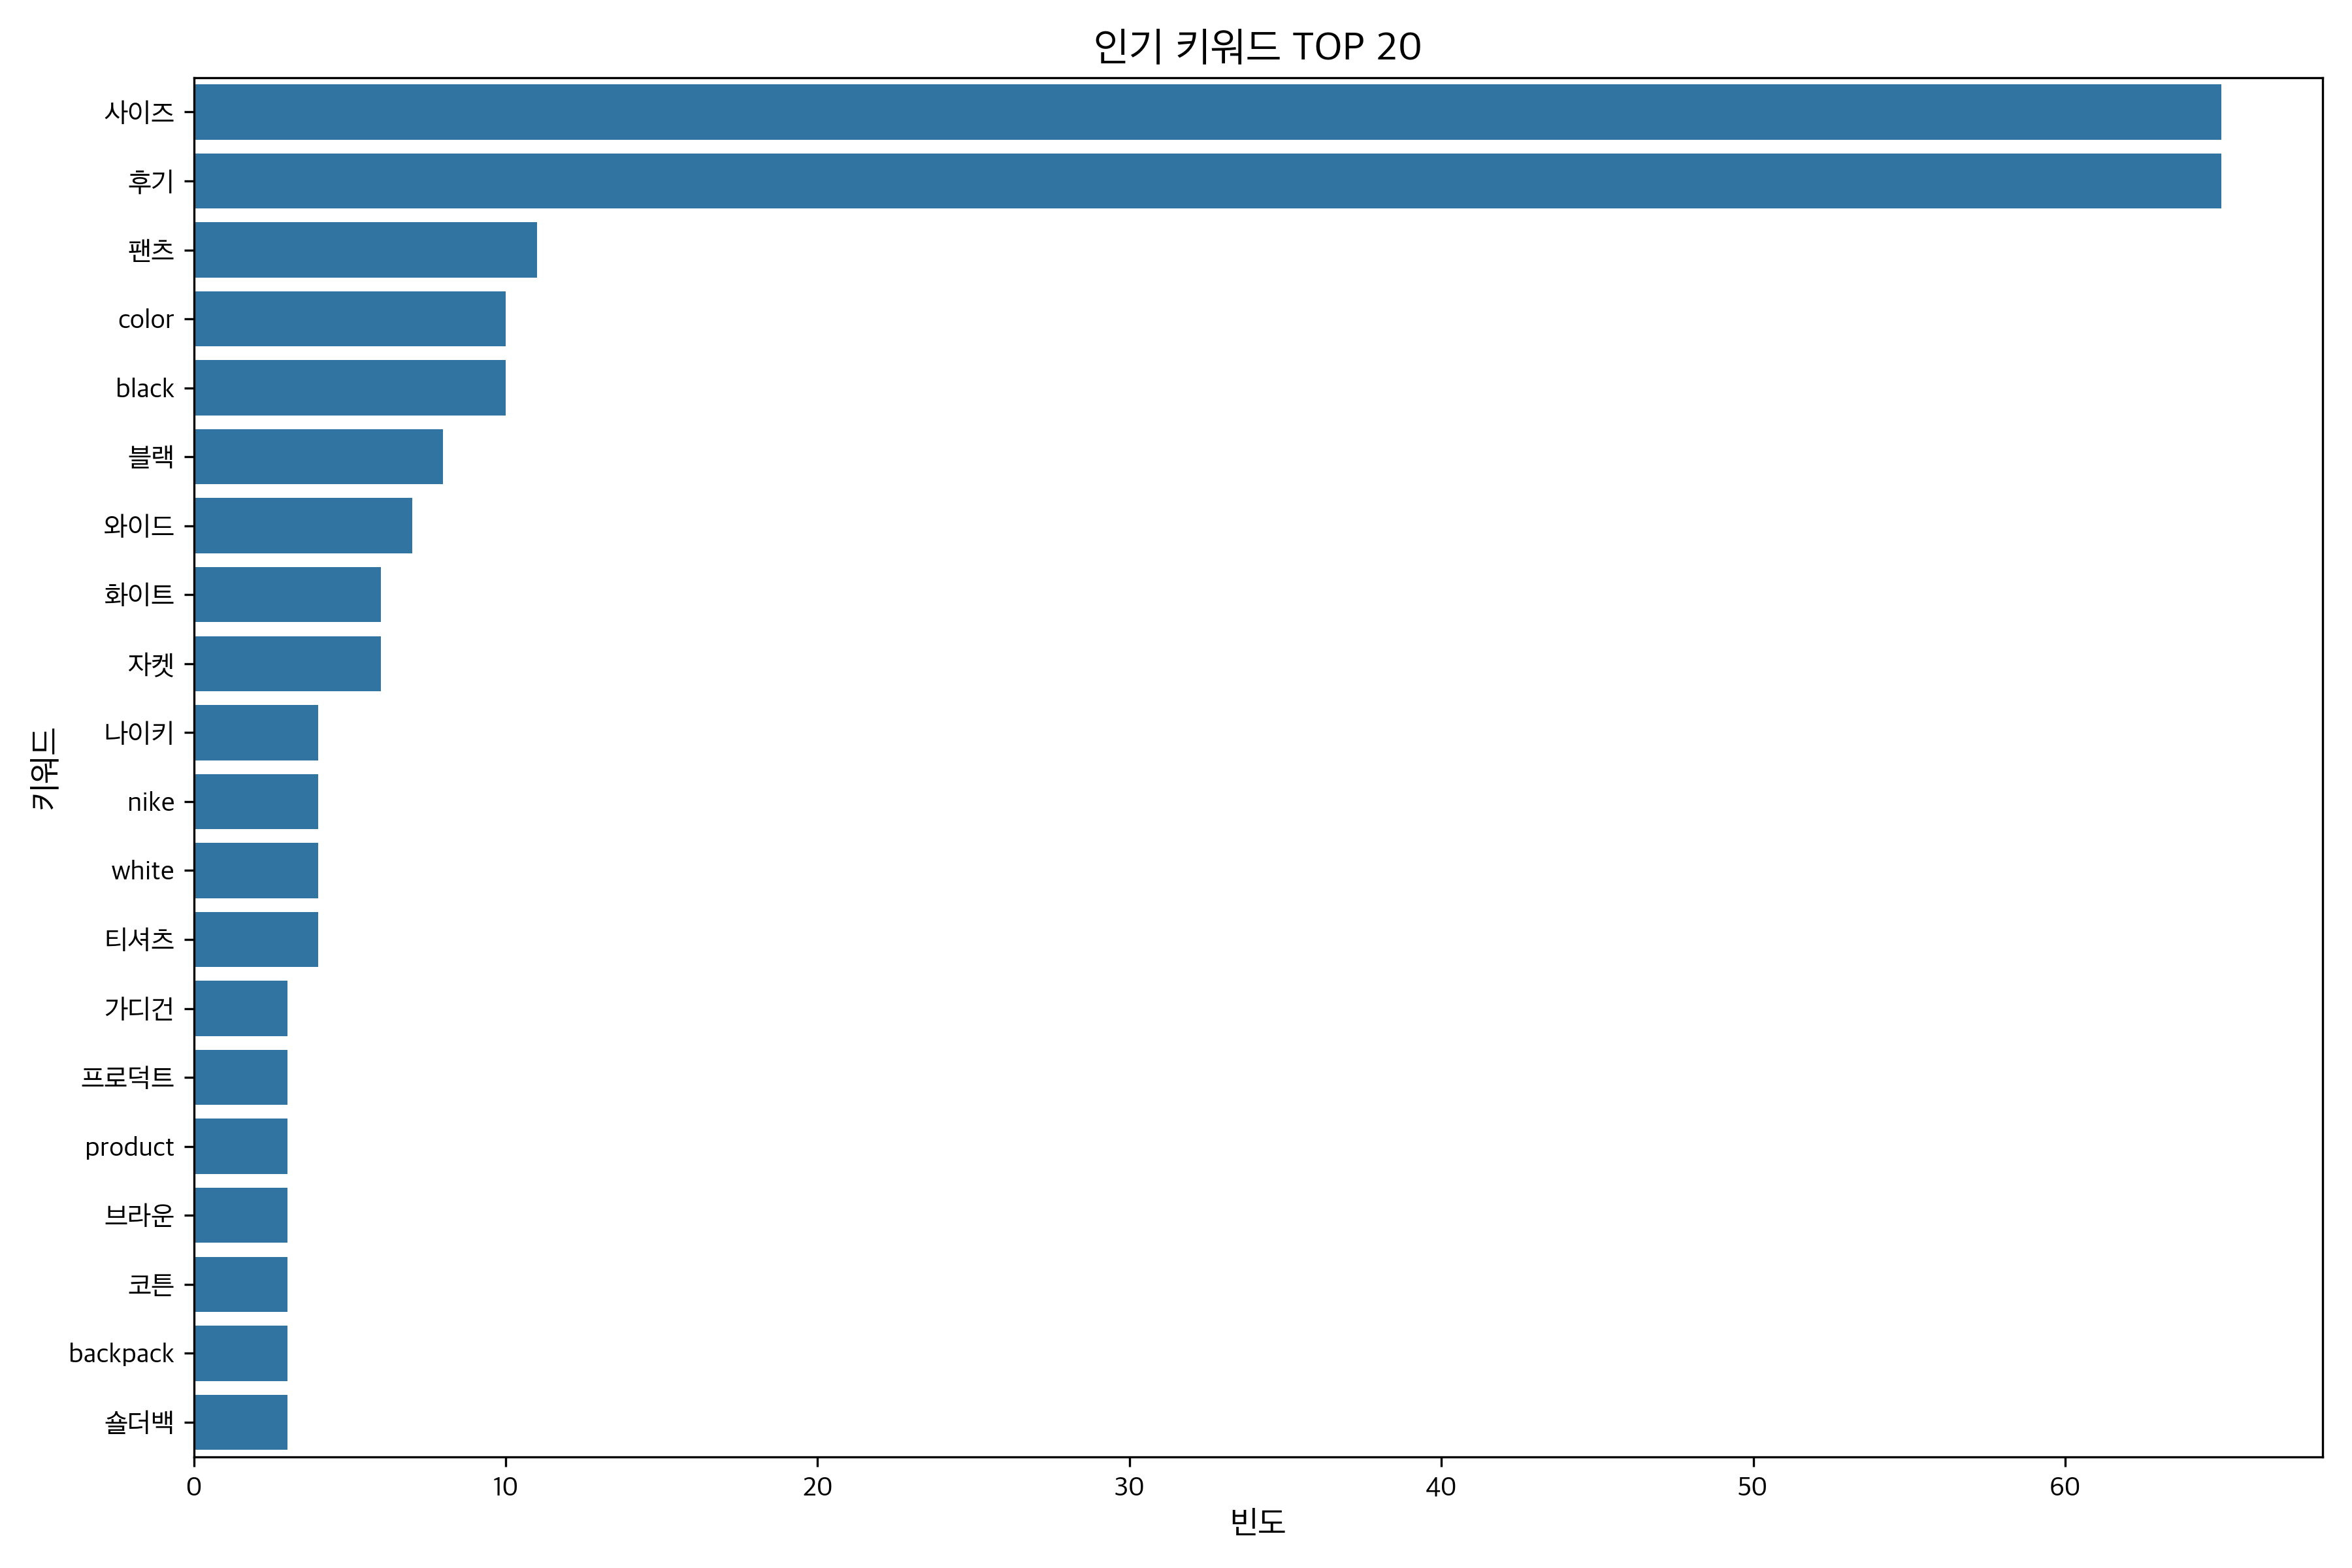 인기 키워드 TOP 20
사이즈
후기
팬츠
color
black
블랙
와이드
화이트
자켓
나이키
nike
white
티셔츠
가디건
프로덕트
product
브라운
코튼
backpack
숄더백
키워드
0 10 20 30 40 50 60
빈도